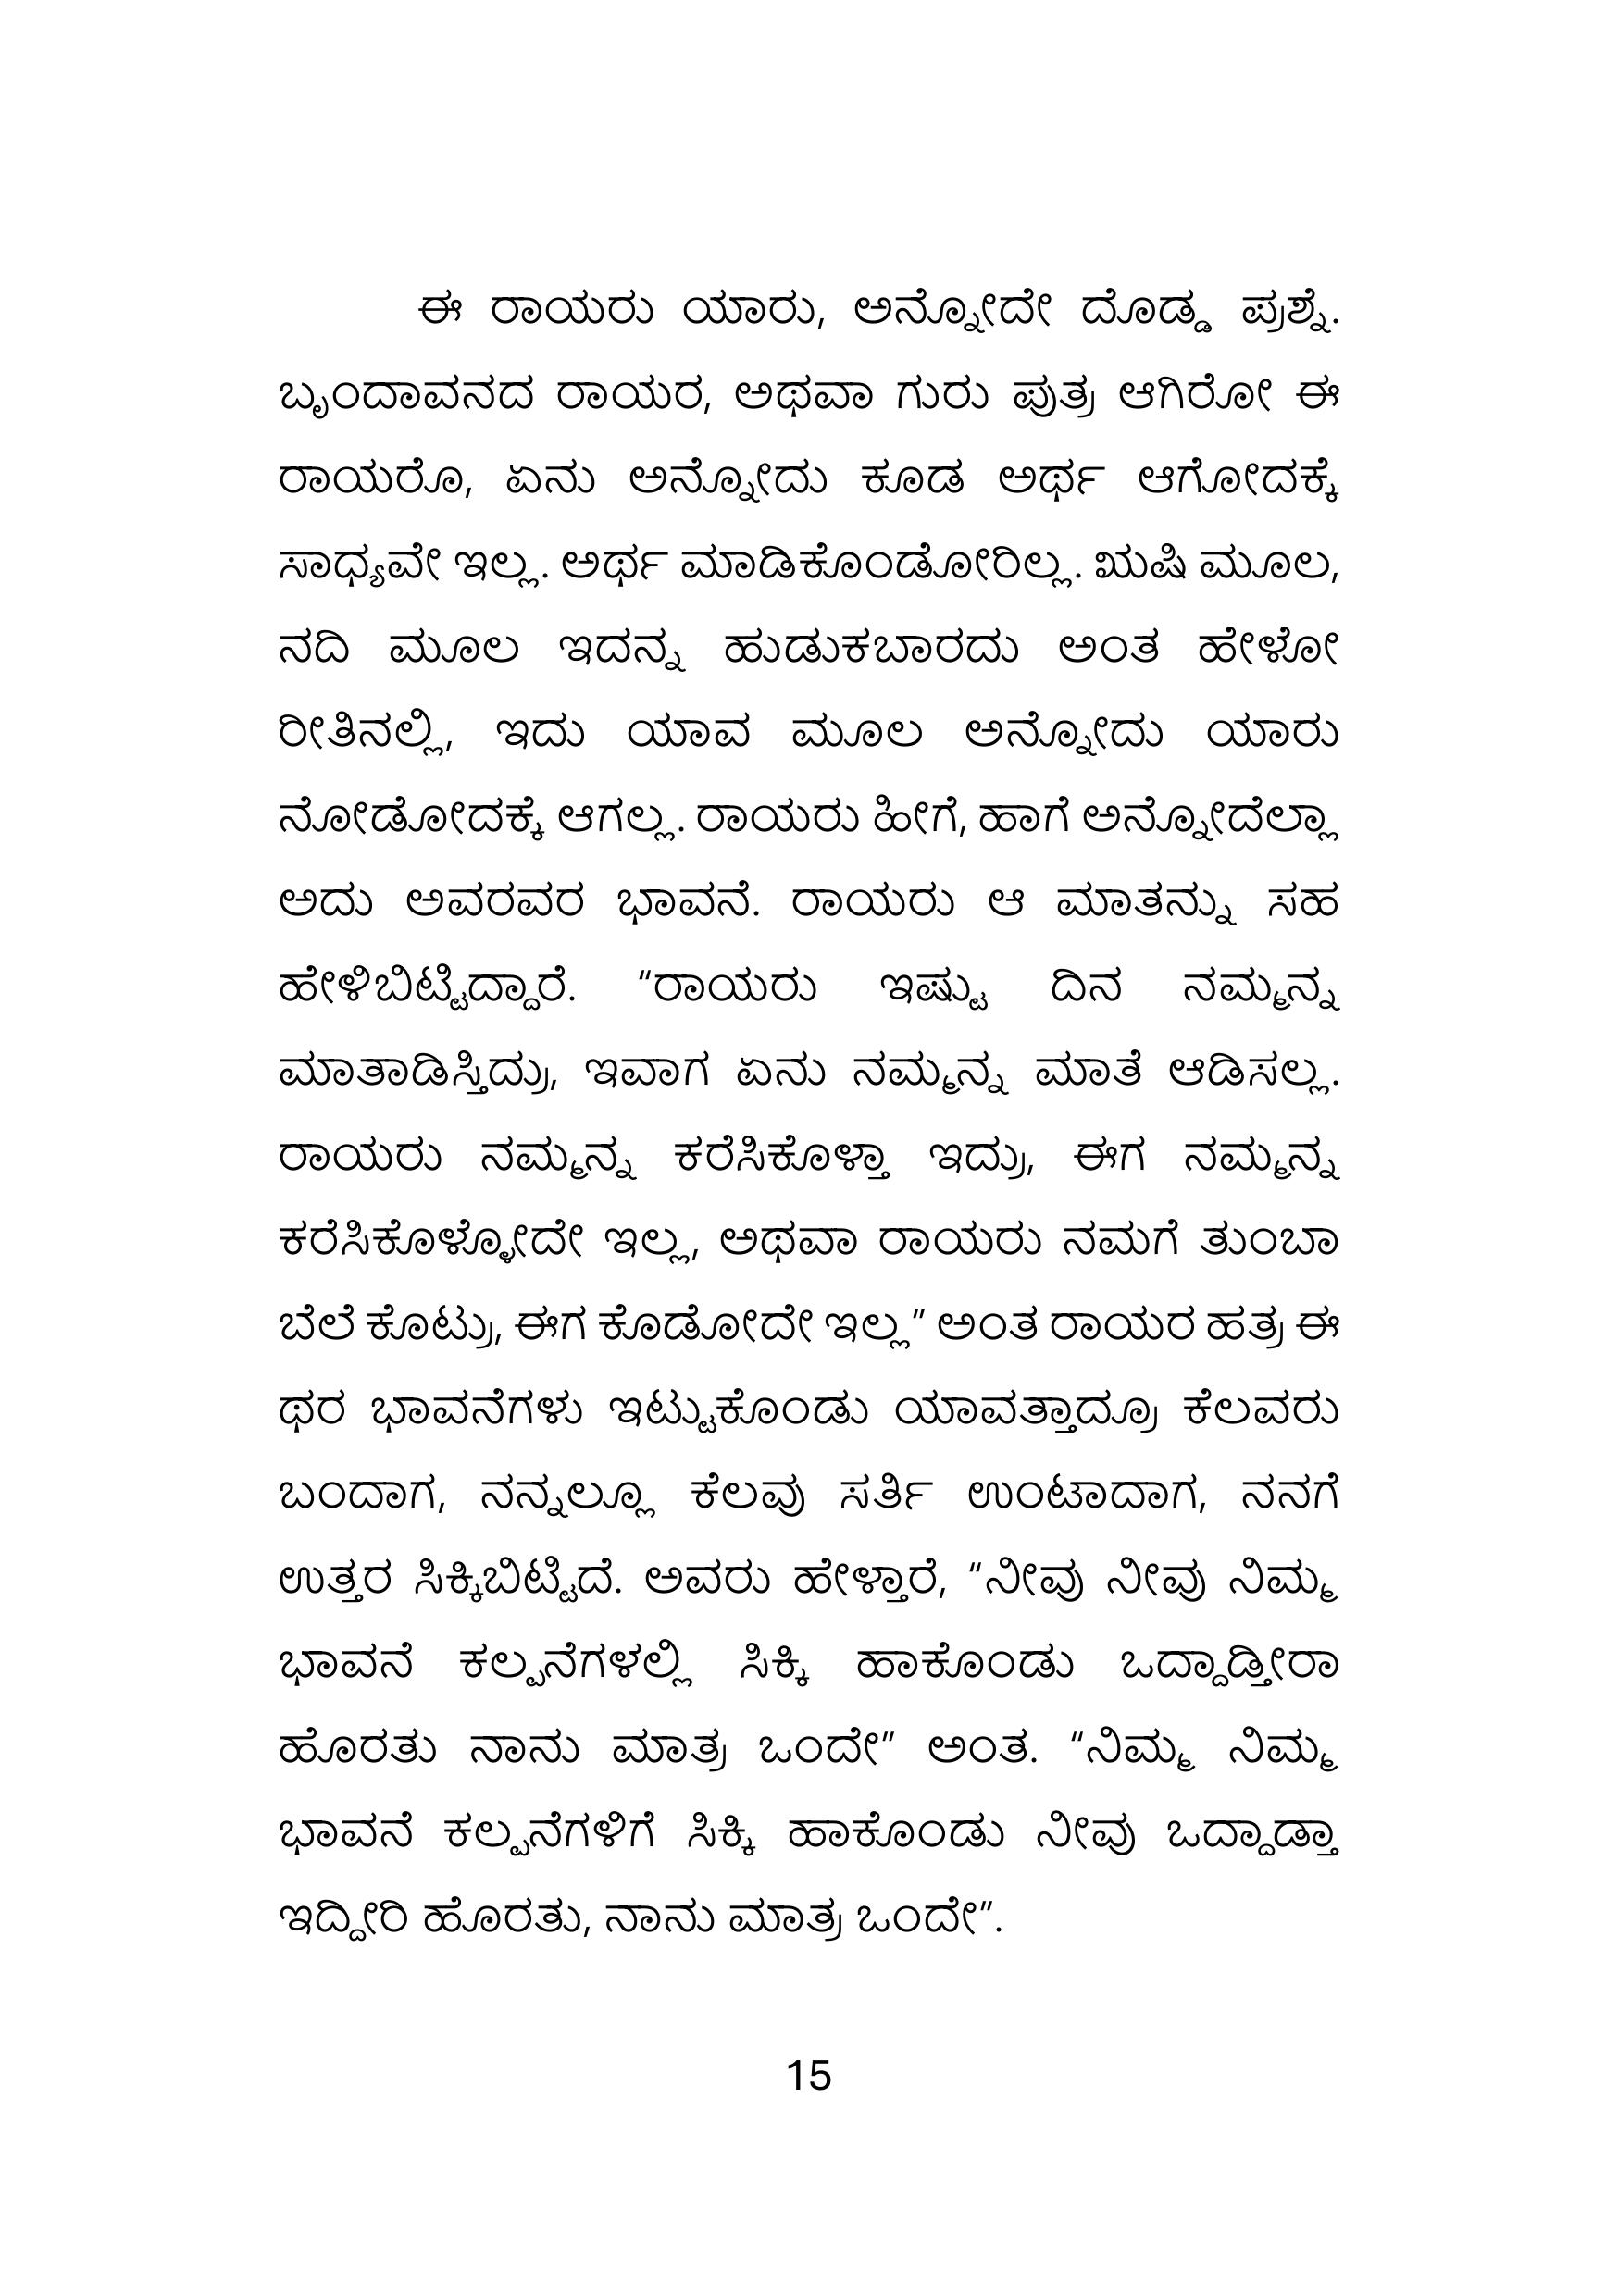 ಈ ರಾಯರು ಯಾರು, ಅನ್ನೋದೇ ದೊಡ್ಡ ಪ್ರಶ್ನೆ.
ಬೃಂದಾವನದ ರಾಯರ, ಅಥವಾ ಗುರು ಪುತ್ರ ಆಗಿರೋ ಈ
ರಾಯರೊ, ಏನು ಅನ್ನೋದು ಕೂಡ ಅರ್ಥ ಆಗೋದಕ್ಕೆ
ಸಾಧ್ಯವೇ ಇಲ್ಲ. ಅರ್ಥ ಮಾಡಿಕೊಂಡೋರಿಲ್ಲ. ಋಷಿ ಮೂಲ,
ನದಿ ಮೂಲ ಇದನ್ನ ಹುಡುಕಬಾರದು ಅಂತ ಹೇಳೋ
ರೀತಿನಲ್ಲಿ, ಇದು ಯಾವ ಮೂಲ ಅನ್ನೋದು ಯಾರು
ನೋಡೋದಕ್ಕೆ ಆಗಲ್ಲ. ರಾಯರು ಹೀಗೆ, ಹಾಗೆ ಅನ್ನೋದೆಲ್ಲಾ
ಅದು ಅವರವರ ಭಾವನೆ. ರಾಯರು ಆ ಮಾತನ್ನು ಸಹ
ಹೇಳಿಬಿಟ್ಟಿದ್ದಾರೆ. “ರಾಯರು ಇಷ್ಟು ದಿನ ನಮ್ಮನ್ನ
ಮಾತಾಡಿಸ್ತಿದ್ರು, ಇವಾಗ ಏನು ನಮ್ಮನ್ನ ಮಾತೆ ಆಡಿಸಲ್ಲ.
ರಾಯರು ನಮ್ಮನ್ನ ಕರೆಸಿಕೊಳ್ತಾ ಇದ್ರು, ಈಗ ನಮ್ಮನ್ನ
ಕರೆಸಿಕೊಳ್ಳೋದೇ ಇಲ್ಲ, ಅಥವಾ ರಾಯರು ನಮಗೆ ತುಂಬಾ
ಬೆಲೆ ಕೊಟ್ರು, ಈಗ ಕೊಡೋದೇ ಇಲ್ಲ” ಅಂತ ರಾಯರ ಹತ್ರ ಈ
ಥರ ಭಾವನೆಗಳು ಇಟ್ಟುಕೊಂಡು ಯಾವತ್ತಾದ್ರೂ ಕೆಲವರು
ಬಂದಾಗ, ನನ್ನಲ್ಲೂ ಕೆಲವು ಸರ್ತಿ ಉಂಟಾದಾಗ, ನನಗೆ
ಉತ್ತರ ಸಿಕ್ಕಿಬಿಟ್ಟಿದೆ. ಅವರು ಹೇಳ್ತಾರೆ, “ನೀವು ನೀವು ನಿಮ್ಮ
ಭಾವನೆ ಕಲ್ಪನೆಗಳಲ್ಲಿ ಸಿಕ್ಕಿ ಹಾಕೊಂಡು ಒದ್ದಾಡ್ತೀರಾ
ಹೊರತು ನಾನು ಮಾತ್ರ ಒಂದೇ” ಅಂತ. “ನಿಮ್ಮ ನಿಮ್ಮ
ಭಾವನೆ ಕಲ್ಪನೆಗಳಿಗೆ ಸಿಕ್ಕಿ ಹಾಕೊಂಡು ನೀವು ಒದ್ದಾಡ್ತಾ
ಇದ್ದೀರಿ ಹೊರತು, ನಾನು ಮಾತ್ರ ಒಂದೇ”.
15